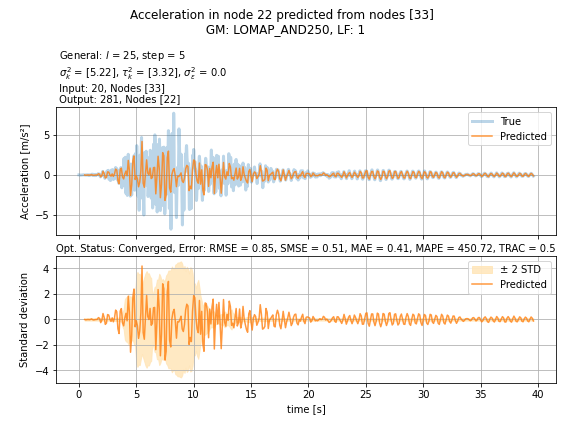 Acceleration in node 22 predicted from nodes [33]
GM: LOMAP_AND250, LF: 1
General: l = 25, step = 5
σ_k^2 = [5.22], τ_k^2 = [3.32], σ_ε^2 = 0.0
Input: 20, Nodes [33]
Output: 281, Nodes [22]
Acceleration [m/s²]
5
0
−5
True
Predicted
Opt. Status: Converged, Error: RMSE = 0.85, SMSE = 0.51, MAE = 0.41, MAPE = 450.72, TRAC = 0.5
Standard deviation
4
2
0
−2
−4
± 2 STD
Predicted
0 5 10 15 20 25 30 35 40
time [s]